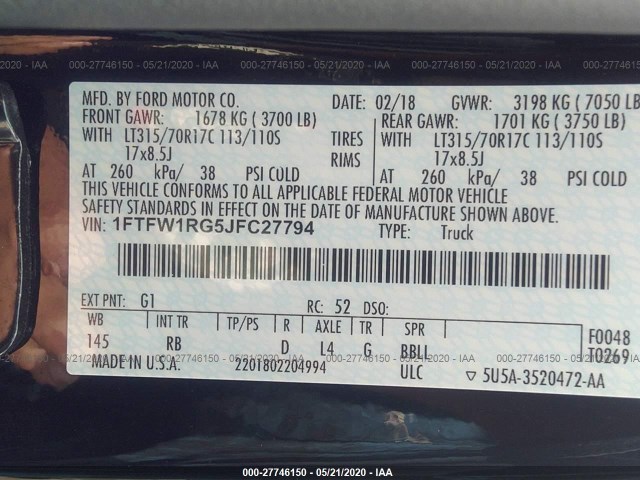 000-27746150 - 05/21/2020 - IAA 000-27746150 - 05/21/2020 - IAA 000-27746150 - 05/21/2020 - IAA
MFD. BY FORD MOTOR CO. DATE: 02/18 GVWR: 3198 KG ( 7050 LB
FRONT GAWR: 1678 KG ( 3700 LB) REAR GAWR: 1701 KG ( 3750 LB)
WITH LT315/70R17C 113/110S TIRES WITH LT315/70R17C 113/110S
17x8.5J RIMS 17x8.5J
AT 260 kPa/ 38 PSI COLD AT 260 kPa/ 38 PSI COLD
THIS VEHICLE CONFORMS TO ALL APPLICABLE FEDERAL MOTOR VEHICLE
SAFETY STANDARDS IN EFFECT ON THE DATE OF MANUFACTURE SHOWN ABOVE.
VIN: 1FTFW1RG5JFC27794 TYPE: Truck
EXT PNT: G1 RC: 52 DSO:
WB INT TR TP/PS R AXLE TR SPR F0048
145 RB D L4 G BBLL T0269
MADE IN U.S.A. 2201802204994 ULC ▽ 5U5A-3520472-AA
000-27746150 - 05/21/2020 - IAA